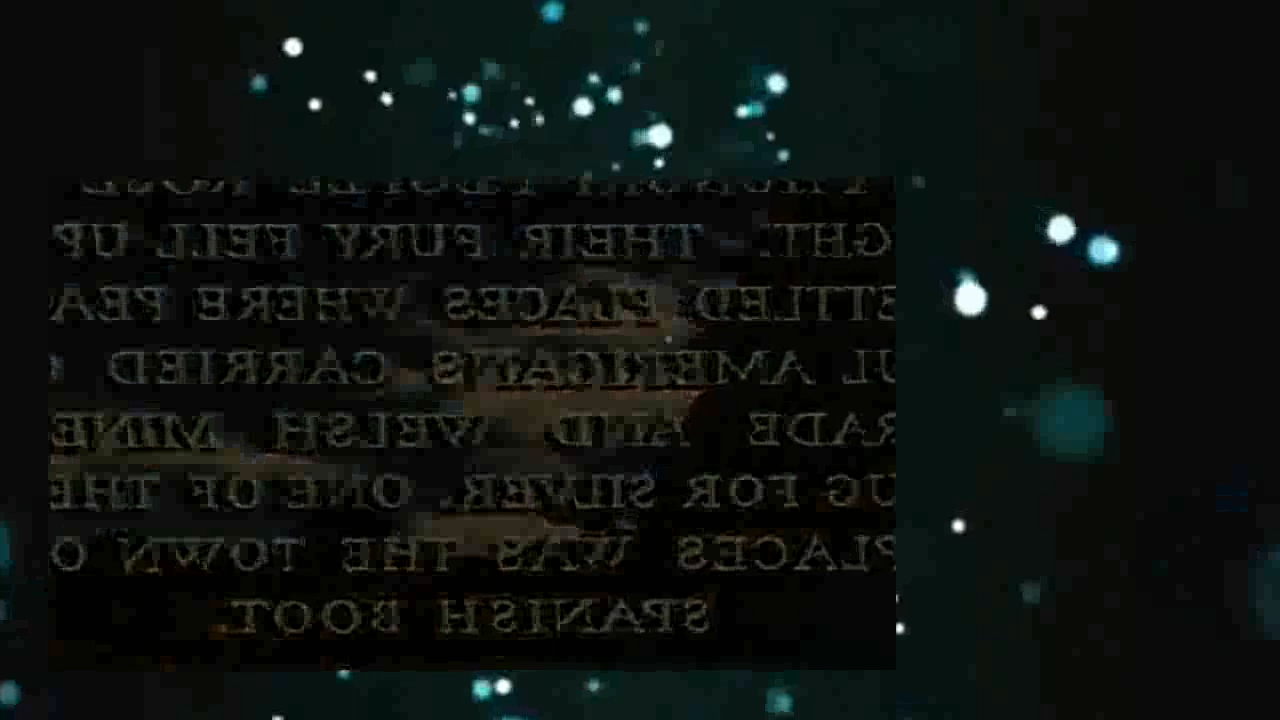 GHT. THEIR FURY FELL UP
ETTLED PLACES WHERE PEA
UL AMERICANS CARRIED
RADE AND WELSH MINE
UG FOR SILVER. ONE OF THE
PLACES WAS THE TOWN O
SPANISH BOOT